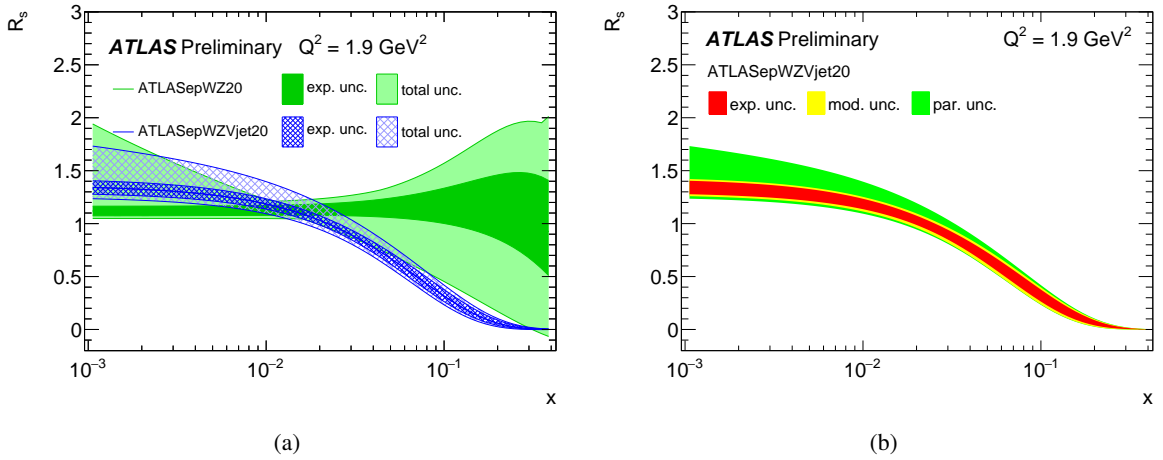 R_s
ATLAS Preliminary Q² = 1.9 GeV²
ATLASepWZ20 exp. unc. total unc.
ATLASepWZVjet20 exp. unc. total unc.
3
2.5
2
1.5
1
0.5
0
10⁻³ 10⁻² 10⁻¹
x
(a)
R_s
ATLAS Preliminary Q² = 1.9 GeV²
ATLASepWZVjet20
exp. unc. mod. unc. par. unc.
3
2.5
2
1.5
1
0.5
0
10⁻³ 10⁻² 10⁻¹
x
(b)